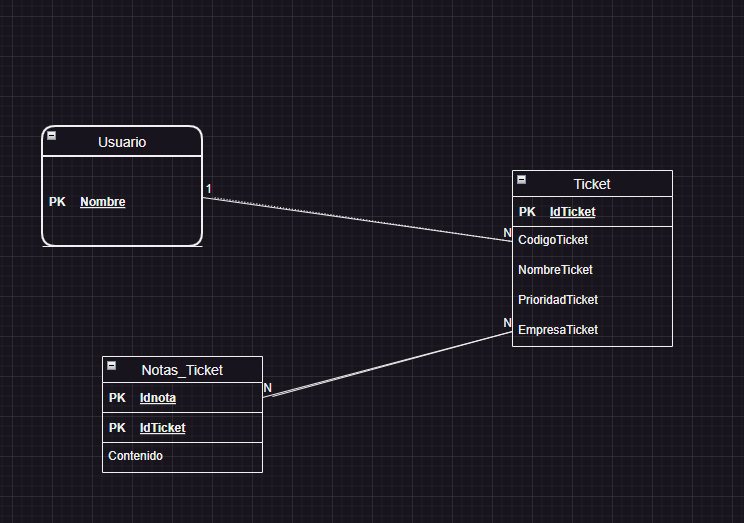 Usuario
PK Nombre
1
Ticket
PK IdTicket
N
CodigoTicket
NombreTicket
PrioridadTicket
N
EmpresaTicket
Notas_Ticket
N
PK Idnota
PK IdTicket
Contenido